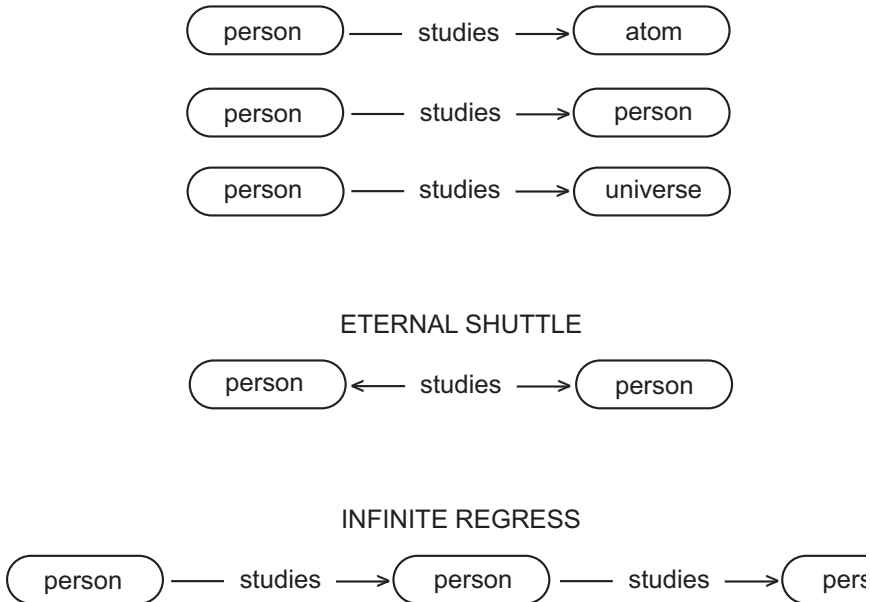 person studies atom
person studies person
person studies universe
ETERNAL SHUTTLE
person studies person
INFINITE REGRESS
person studies person studies pers